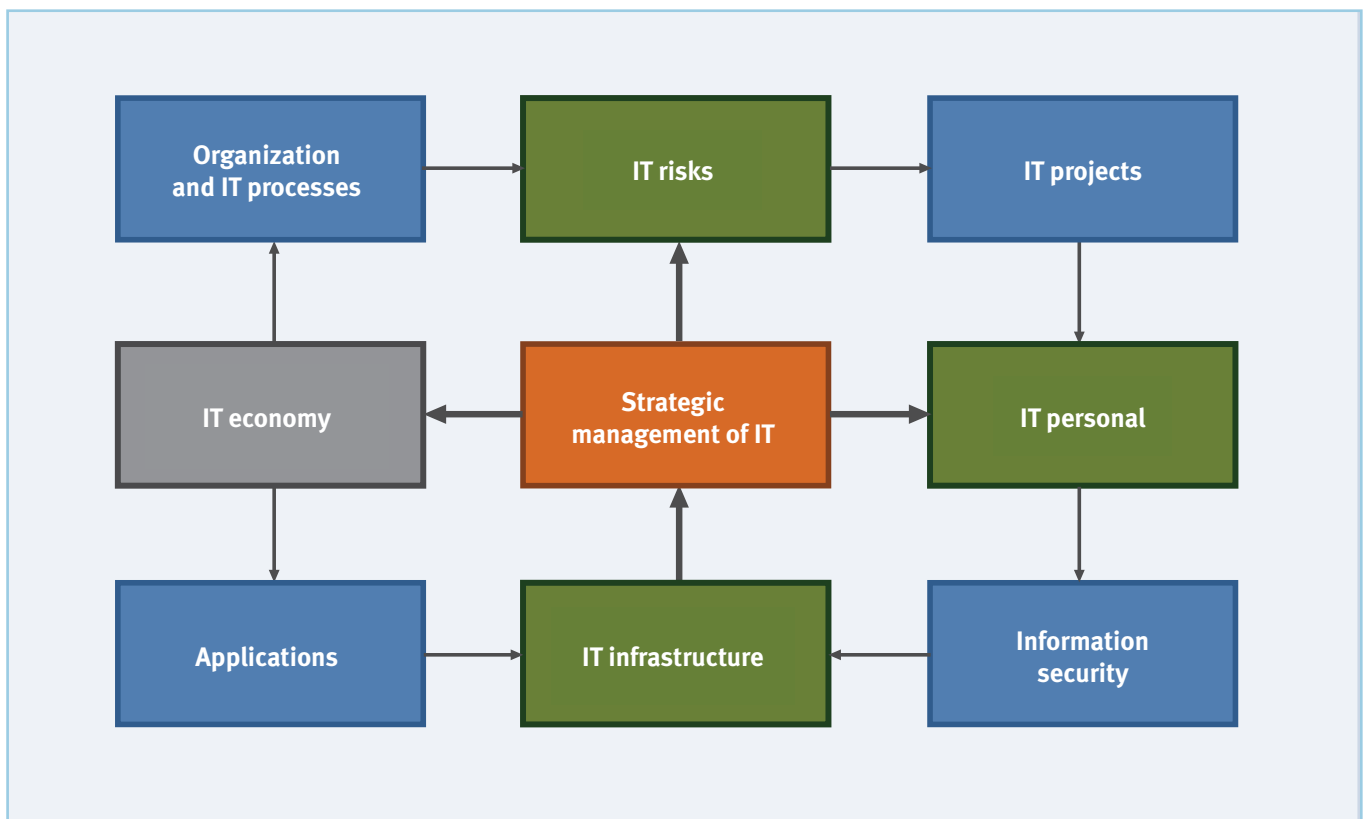 Organization
and IT processes
IT risks
IT projects
IT economy
Strategic
management of IT
IT personal
Applications
IT infrastructure
Information
security